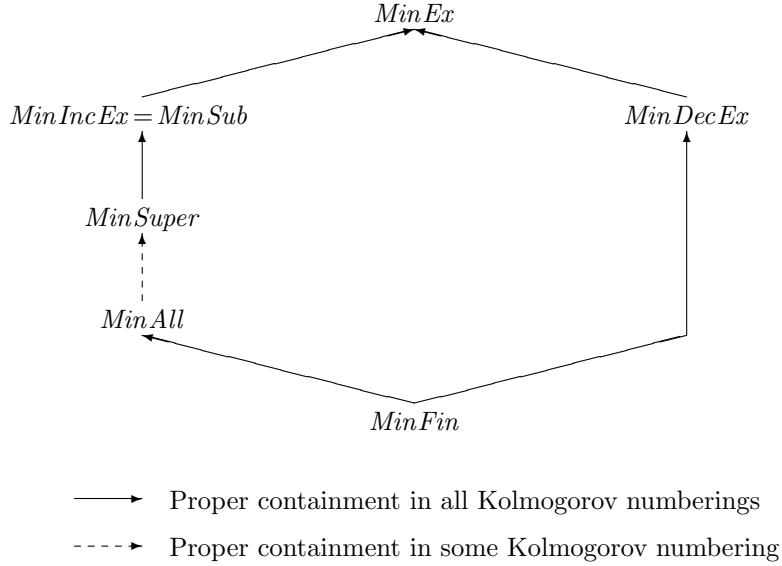 MinEx
MinIncEx = MinSub
MinDecEx
MinSuper
MinAll
MinFin
Proper containment in all Kolmogorov numberings
Proper containment in some Kolmogorov numbering